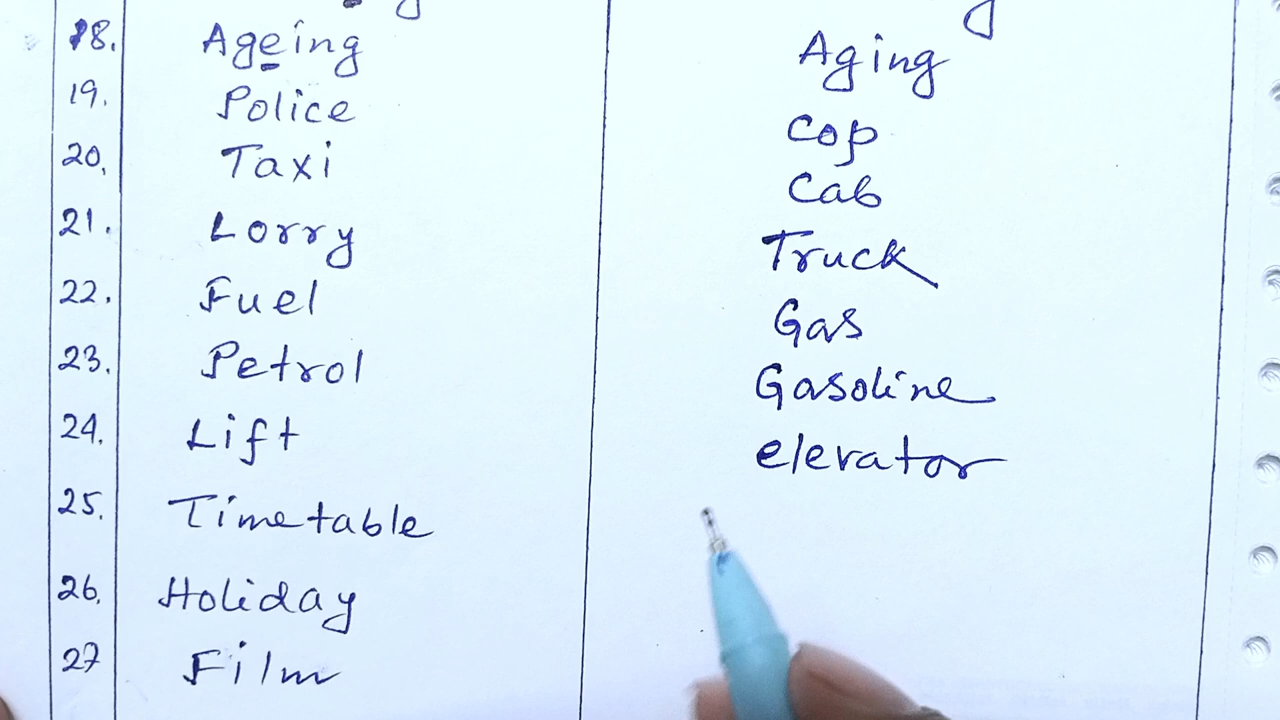 18. Ageing Aging
19. Police Cop
20. Taxi Cab
21. Lorry Truck
22. Fuel Gas
23. Petrol Gasoline
24. Lift elevator
25. Timetable
26. Holiday
27 Film